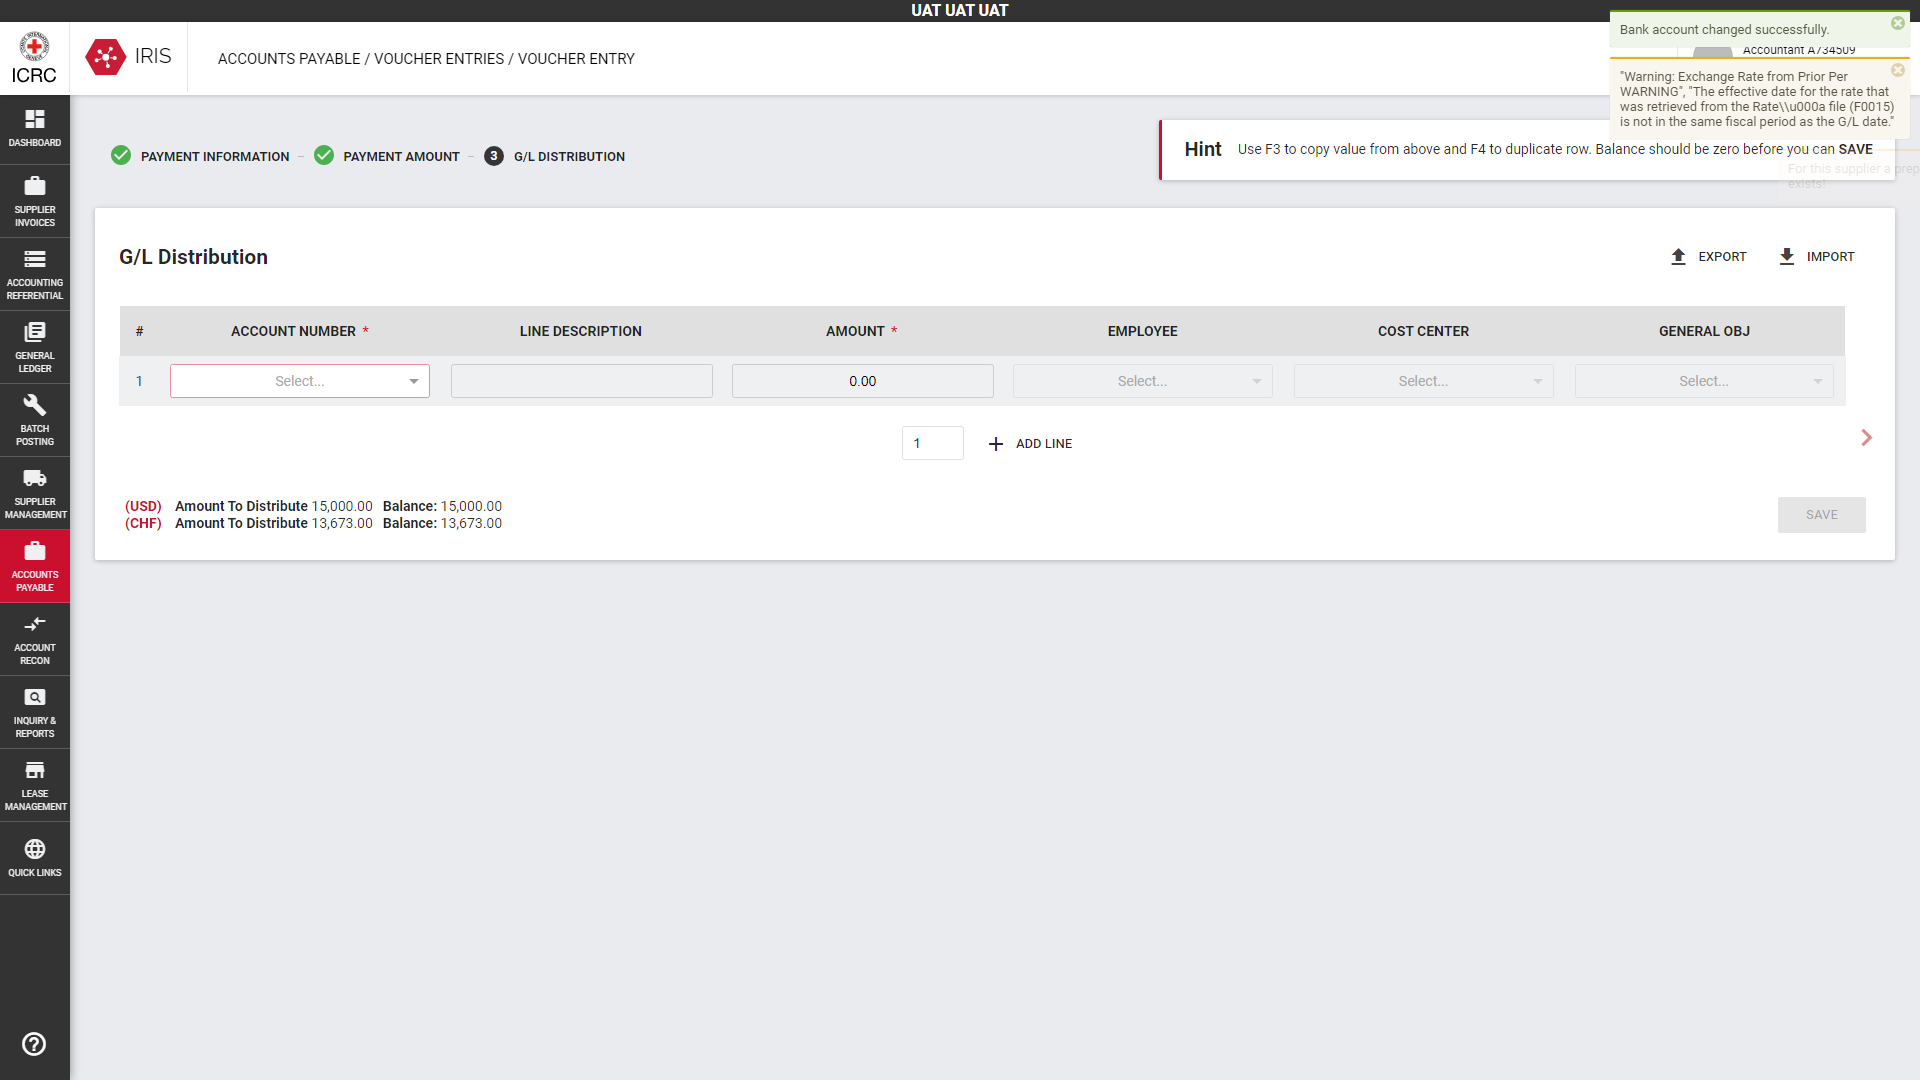 UAT UAT UAT
ICRC
IRIS
ACCOUNTS PAYABLE / VOUCHER ENTRIES / VOUCHER ENTRY
Bank account changed successfully.
Accountant A734509
"Warning: Exchange Rate from Prior Per
WARNING", "The effective date for the rate that
was retrieved from the Rate\\u000a file (F0015)
is not in the same fiscal period as the G/L date."
For this supplier a prep
exists!
DASHBOARD
SUPPLIER
INVOICES
ACCOUNTING
REFERENTIAL
GENERAL
LEDGER
BATCH
POSTING
SUPPLIER
MANAGEMENT
ACCOUNTS
PAYABLE
ACCOUNT
RECON
INQUIRY &
REPORTS
LEASE
MANAGEMENT
QUICK LINKS
PAYMENT INFORMATION
PAYMENT AMOUNT
3 G/L DISTRIBUTION
Hint Use F3 to copy value from above and F4 to duplicate row. Balance should be zero before you can SAVE
G/L Distribution
EXPORT
IMPORT
# ACCOUNT NUMBER * LINE DESCRIPTION AMOUNT * EMPLOYEE COST CENTER GENERAL OBJ
1 Select... 0.00 Select... Select... Select...
1 ADD LINE
(USD) Amount To Distribute 15,000.00 Balance: 15,000.00
(CHF) Amount To Distribute 13,673.00 Balance: 13,673.00
SAVE